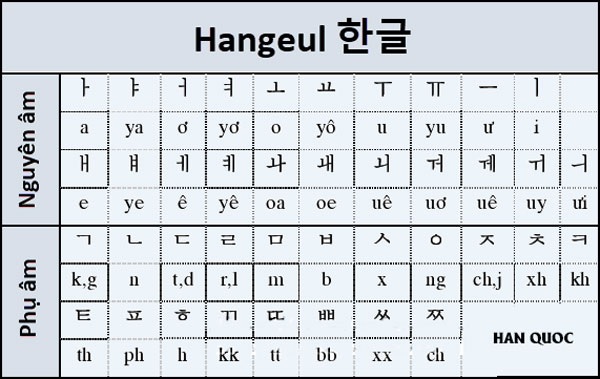 Hangeul 한글
Nguyên âm
ㅏ ㅑ ㅓ ㅕ ㅗ ㅛ ㅜ ㅠ ㅡ ㅣ
a ya ơ yơ o yô u yu ư i
ㅐ ㅒ ㅔ ㅖ ㅘ ㅙ ㅚ ㅝ ㅞ ㅟ ㅢ
e ye ê yê oa oe uê uơ uê uy ưi
Phụ âm
ㄱ ㄴ ㄷ ㄹ ㅁ ㅂ ㅅ ㅇ ㅈ ㅊ ㅋ
k,g n t,d r,l m b x ng ch,j xh kh
ㅌ ㅍ ㅎ ㄲ ㄸ ㅃ ㅆ ㅉ
th ph h kk tt bb xx ch
HAN QUOC